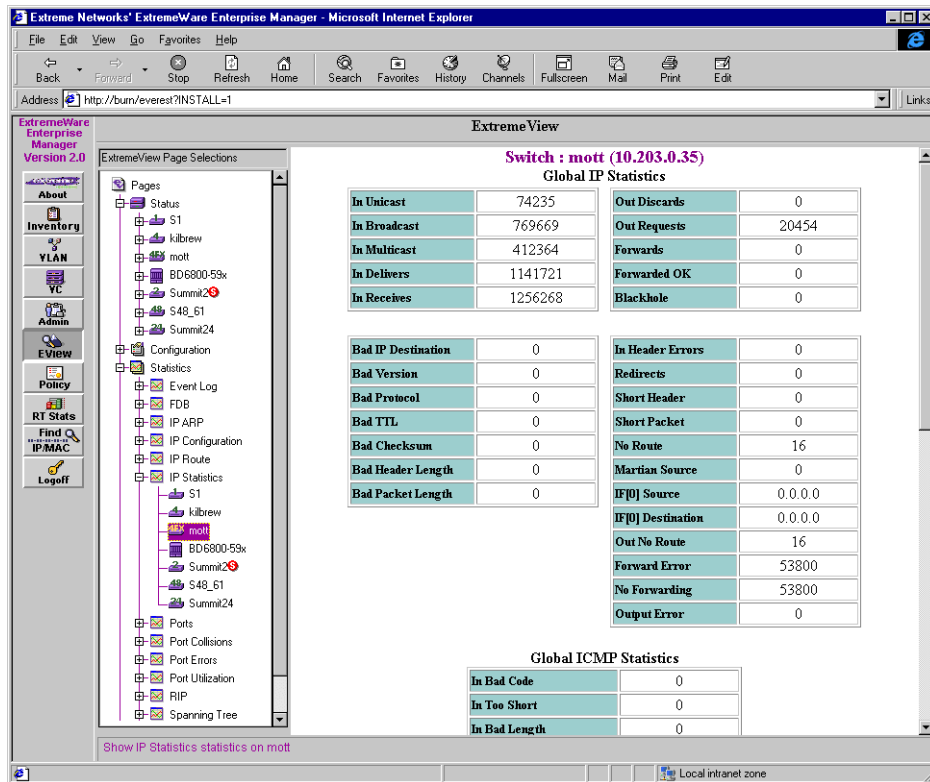 Extreme Networks' ExtremeWare Enterprise Manager - Microsoft Internet Explorer
File Edit View Go Favorites Help
Back Forward Stop Refresh Home Search Favorites History Channels Fullscreen Mail Print Edit
Address http://burn/everest?INSTALL=1 Links
ExtremeWare
Enterprise
Manager
Version 2.0
About
Inventory
VLAN
VC
Admin
EView
Policy
RT Stats
Find
IP/MAC
Logoff
ExtremeView
ExtremeView Page Selections
Pages
Status
S1
kilbrew
mott
BD6800-59x
Summit2
S48_61
Summit24
Configuration
Statistics
Event Log
FDB
IP ARP
IP Configuration
IP Route
IP Statistics
S1
kilbrew
mott
BD6800-59x
Summit2
S48_61
Summit24
Ports
Port Collisions
Port Errors
Port Utilization
RIP
Spanning Tree
Switch : mott (10.203.0.35)
Global IP Statistics
In Unicast 74235
In Broadcast 769669
In Multicast 412364
In Delivers 1141721
In Receives 1256268
Out Discards 0
Out Requests 20454
Forwards 0
Forwarded OK 0
Blackhole 0
Bad IP Destination 0
Bad Version 0
Bad Protocol 0
Bad TTL 0
Bad Checksum 0
Bad Header Length 0
Bad Packet Length 0
In Header Errors 0
Redirects 0
Short Header 0
Short Packet 0
No Route 16
Martian Source 0
IF[0] Source 0.0.0.0
IF[0] Destination 0.0.0.0
Out No Route 16
Forward Error 53800
No Forwarding 53800
Output Error 0
Global ICMP Statistics
In Bad Code 0
In Too Short 0
In Bad Length 0
Show IP Statistics statistics on mott
Local intranet zone